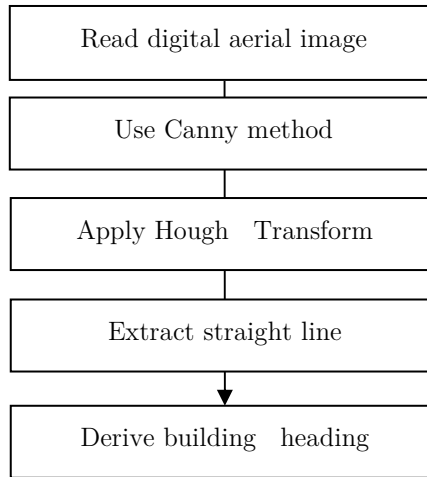 Read digital aerial image
Use Canny method
Apply Hough Transform
Extract straight line
Derive building heading